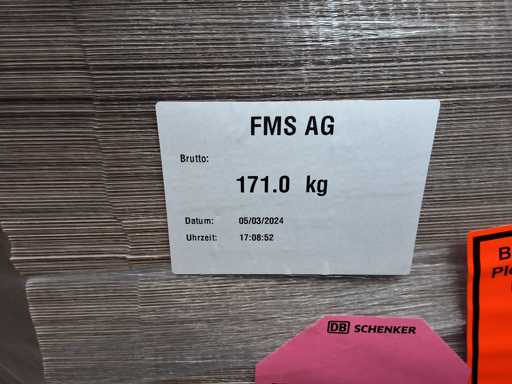 FMS AG
Brutto:
171.0 kg
Datum: 05/03/2024
Uhrzeit: 17:08:52
DB SCHENKER